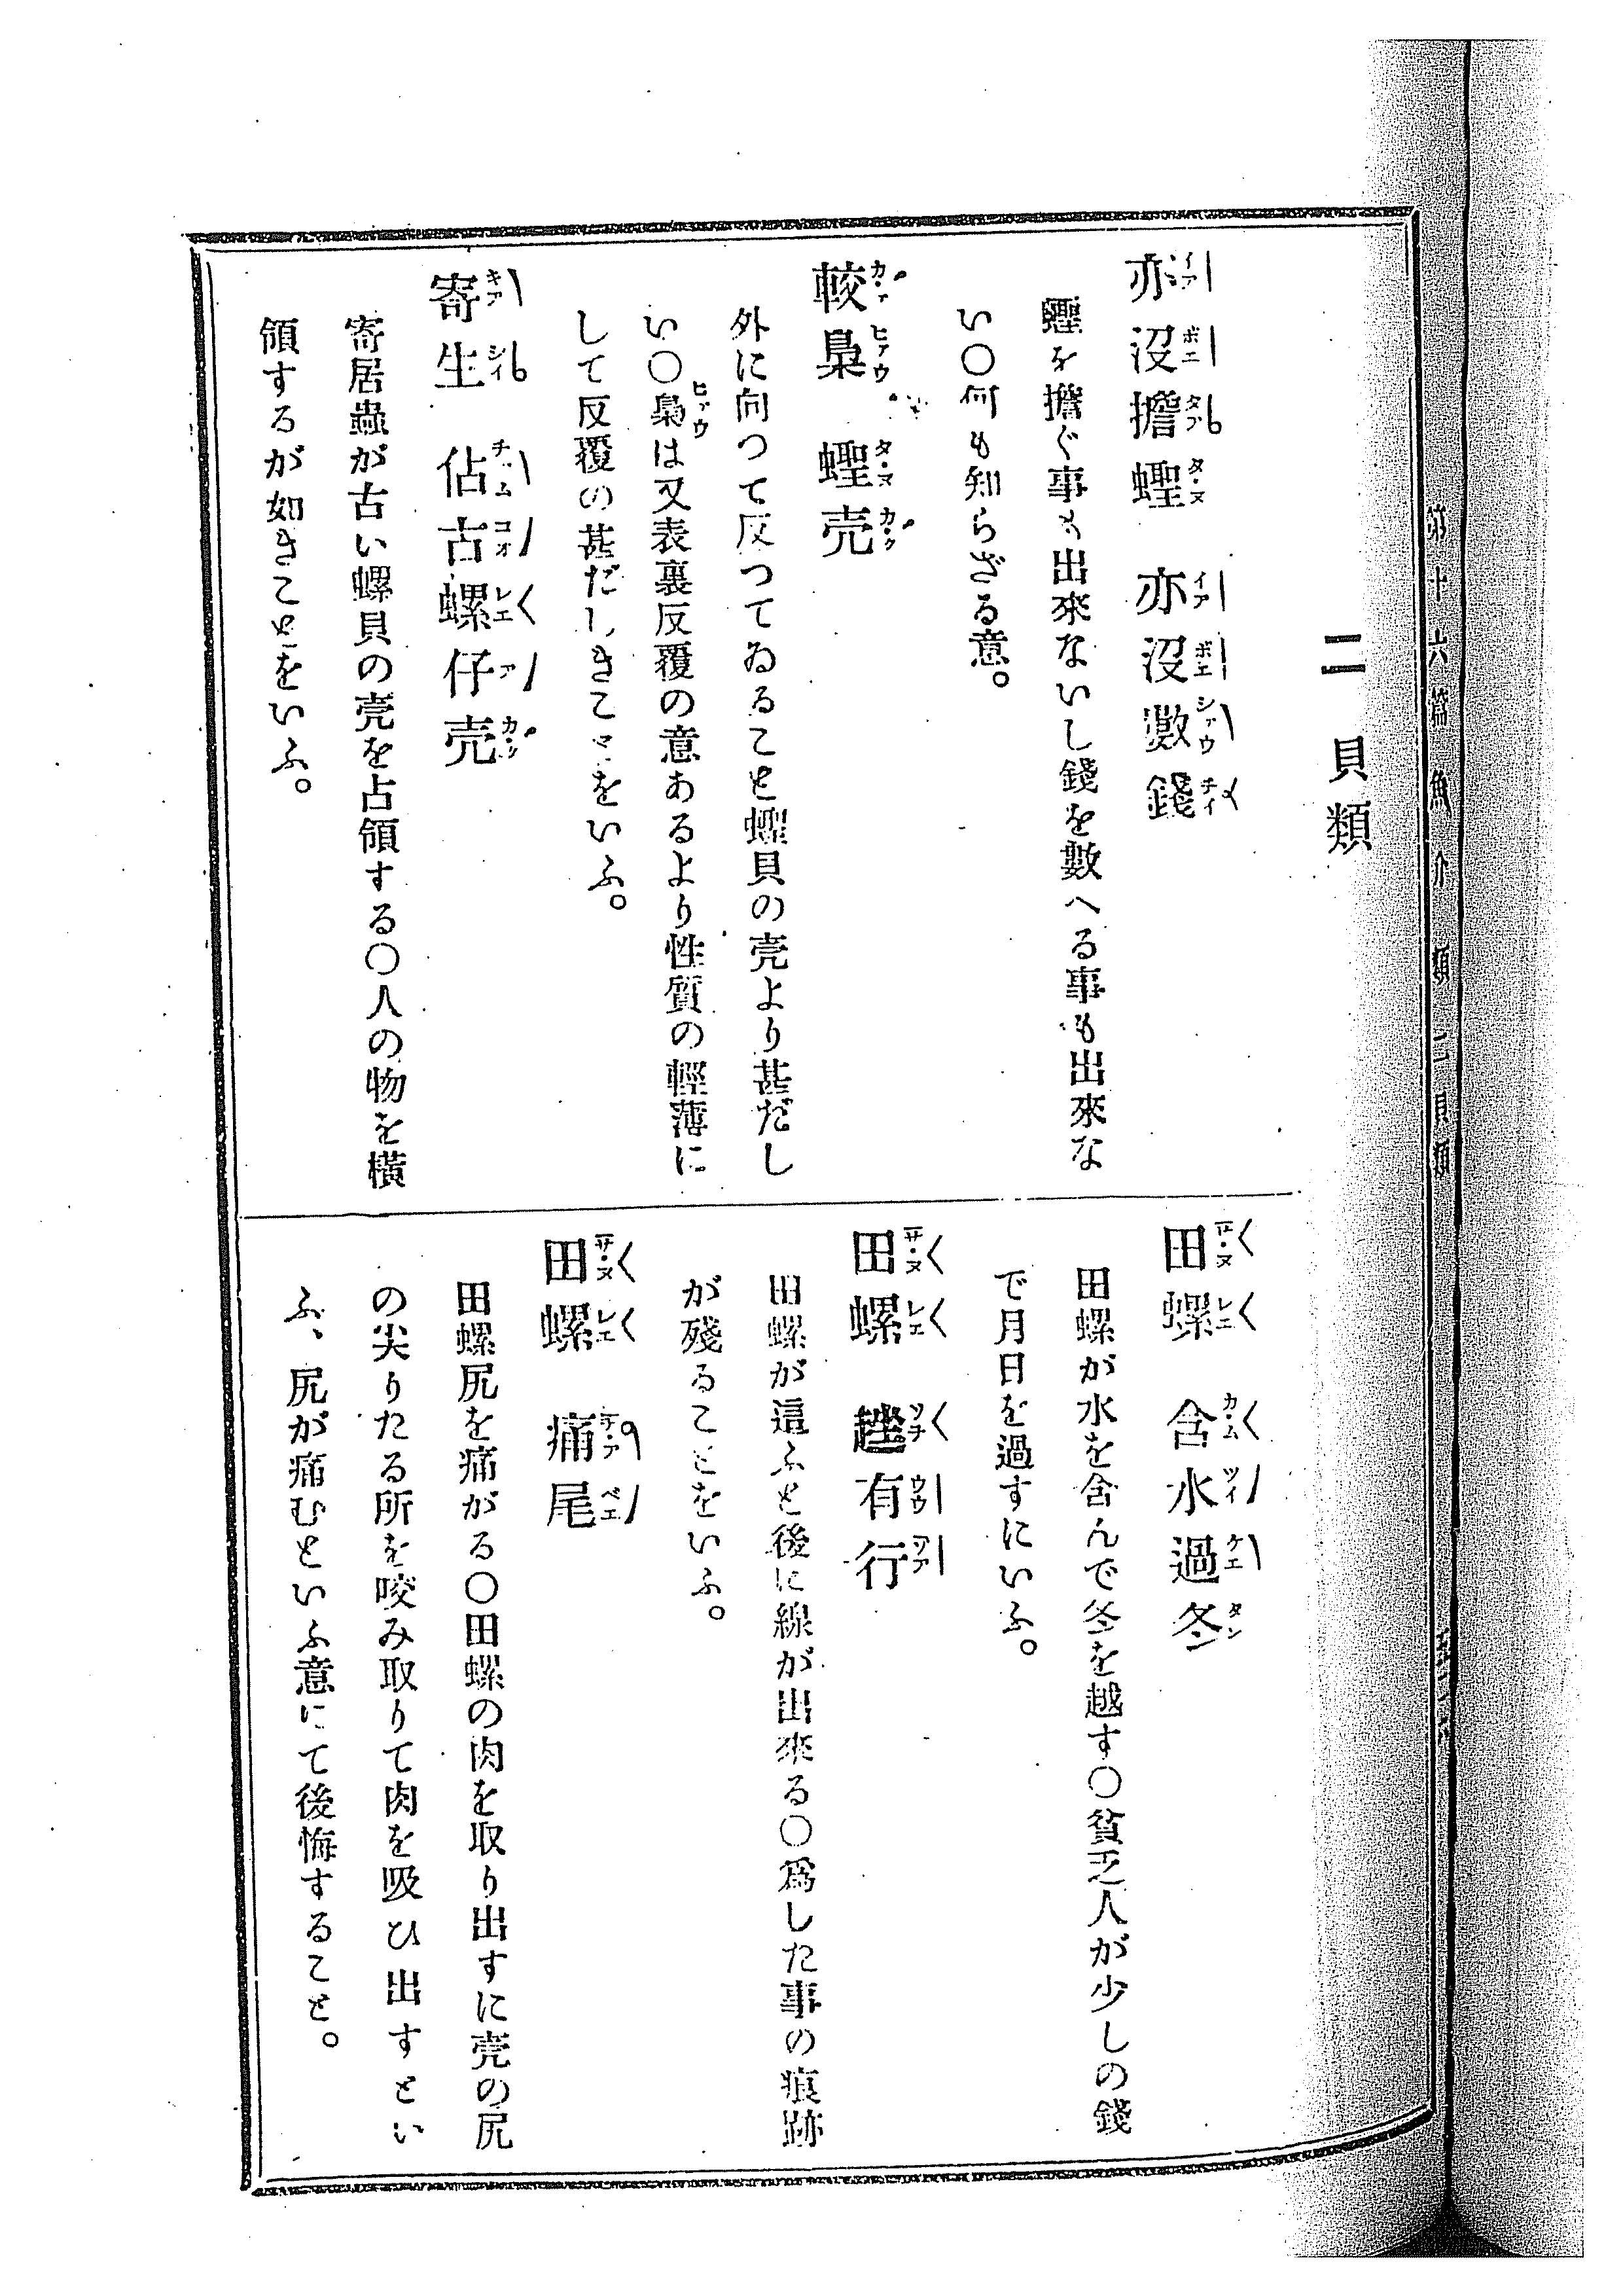 第十六篇 魚介類 二 貝類
二 貝類
亦沒擔蟶 亦沒數錢
蟶を擔ぐ事も出來ないし錢を數へる事も出來な
い〇何も知らざる意。
較梟 蟶壳
外に向つて反つてゐること蟶貝の壳より甚だし
い〇梟は又表裏反覆の意あるより性質の輕薄に
して反覆の甚だしきことをいふ。
寄生 佔古螺仔壳
寄居蟲が古い螺貝の壳を占領する〇人の物を橫
領するが如きことをいふ。
田螺 含水過冬
田螺が水を含んで冬を越す〇貧乏人が少しの錢
で月日を過すにいふ。
田螺 趖有行
田螺が這ふと後に線が出來る〇爲した事の痕跡
が殘ることをいふ。
田螺 痛尾
田螺尻を痛がる〇田螺の肉を取り出すに壳の尻
の尖りたる所を咬み取りて肉を吸ひ出すとい
ふ、尻が痛むといふ意にて後悔すること。